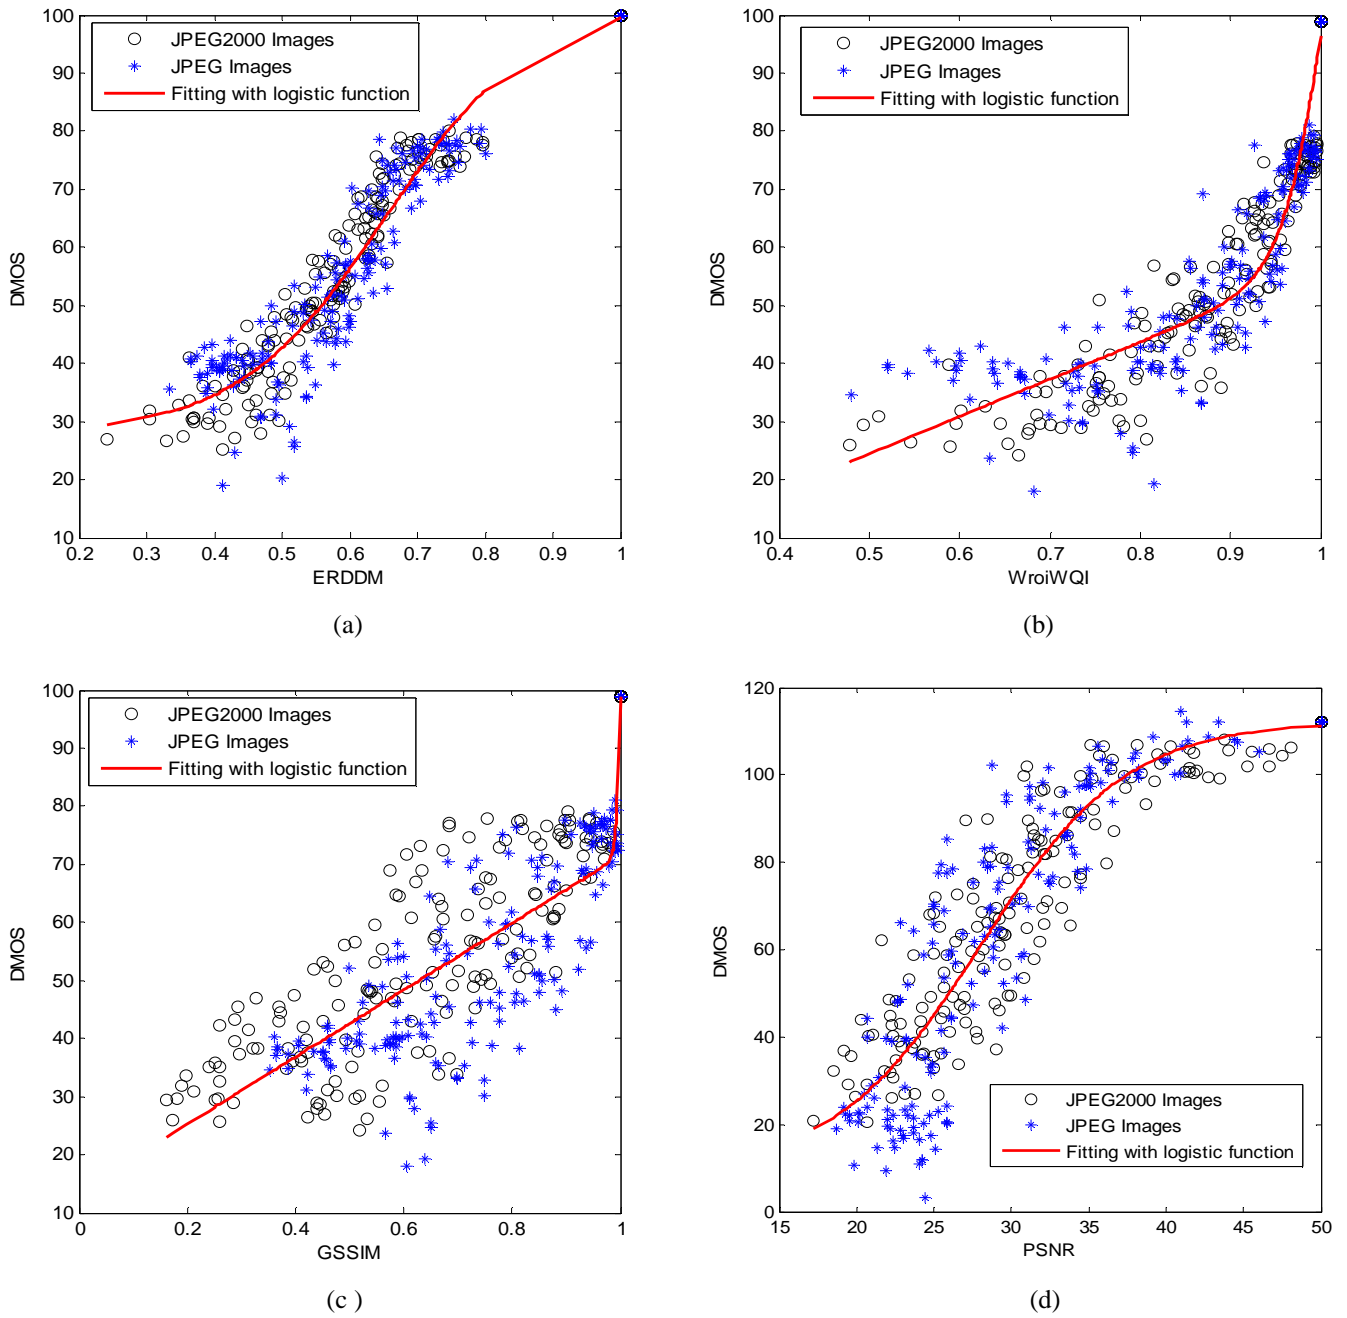 100
90
80
70
60
50
40
30
20
10
0.2 0.3 0.4 0.5 0.6 0.7 0.8 0.9 1
DMOS
ERDDM
JPEG2000 Images
JPEG Images
Fitting with logistic function
(a)
100
90
80
70
60
50
40
30
20
10
0.4 0.5 0.6 0.7 0.8 0.9 1
DMOS
WroiWQI
JPEG2000 Images
JPEG Images
Fitting with logistic function
(b)
100
90
80
70
60
50
40
30
20
10
0 0.2 0.4 0.6 0.8 1
DMOS
GSSIM
JPEG2000 Images
JPEG Images
Fitting with logistic function
(c )
120
100
80
60
40
20
0
15 20 25 30 35 40 45 50
DMOS
PSNR
JPEG2000 Images
JPEG Images
Fitting with logistic function
(d)